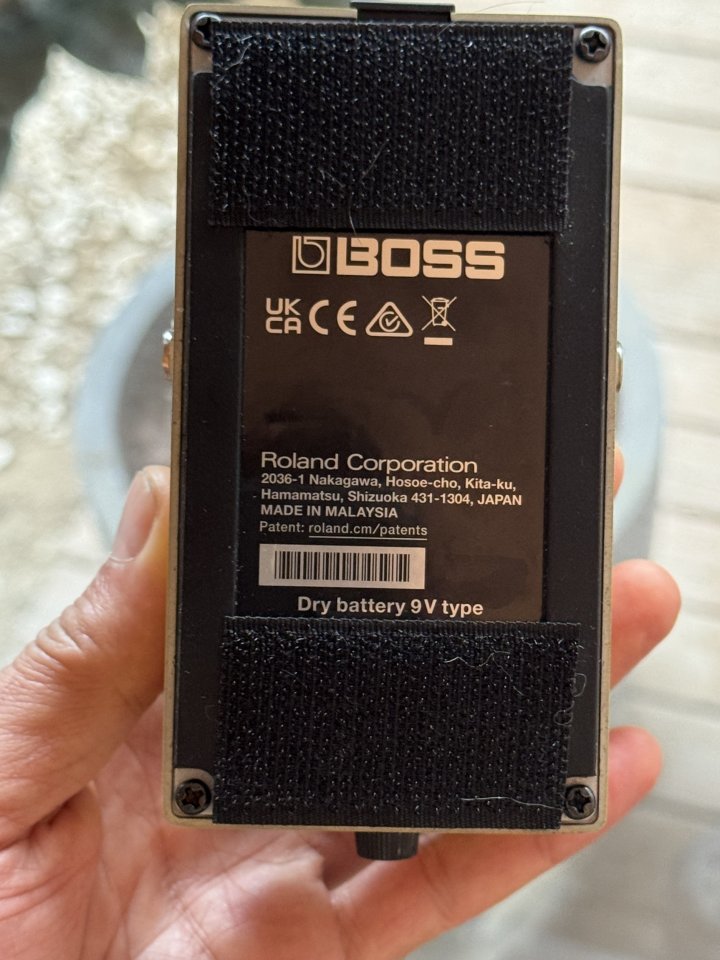 BOSS
UK
CA CE
Roland Corporation
2036-1 Nakagawa, Hosoe-cho, Kita-ku,
Hamamatsu, Shizuoka 431-1304, JAPAN
MADE IN MALAYSIA
Patent: roland.cm/patents
Dry battery 9V type